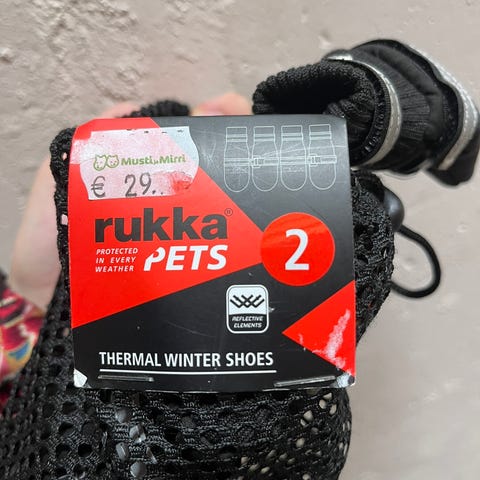 Musti ja Mirri
€ 29.
rukka®
PROTECTED
IN EVERY
WEATHER
PETS
2
REFLECTIVE
ELEMENTS
THERMAL WINTER SHOES